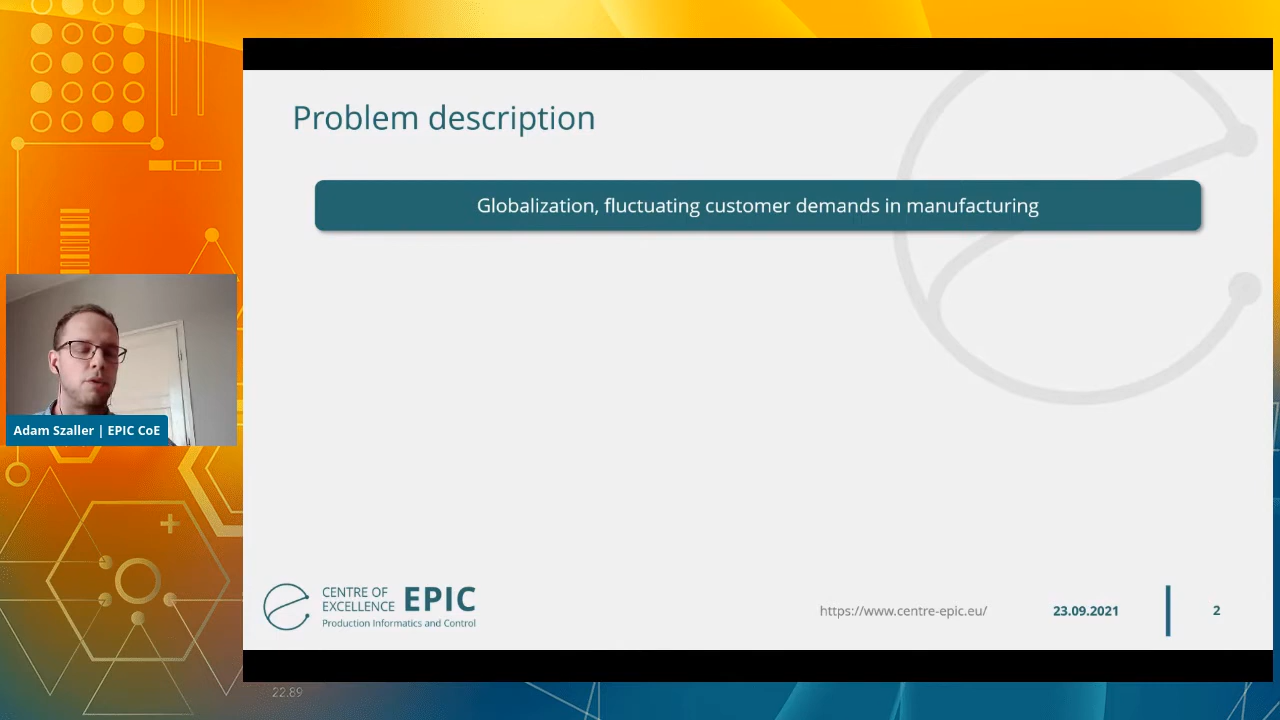 Problem description
Globalization, fluctuating customer demands in manufacturing
Adam Szaller | EPIC CoE
CENTRE OF
EXCELLENCE EPIC
Production Informatics and Control
https://www.centre-epic.eu/
23.09.2021
2
22.89